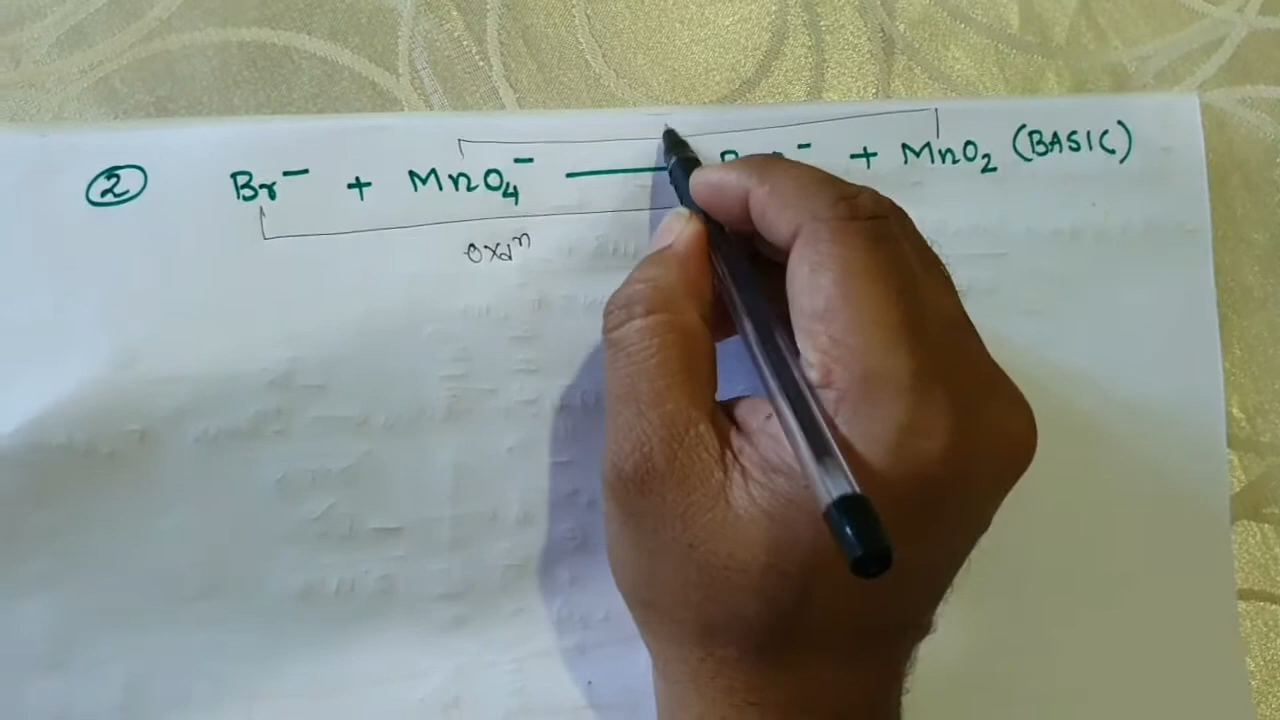 ② Br⁻ + MnO₄⁻ ⟶ ⁻ + MnO₂ (BASIC)
oxdⁿ